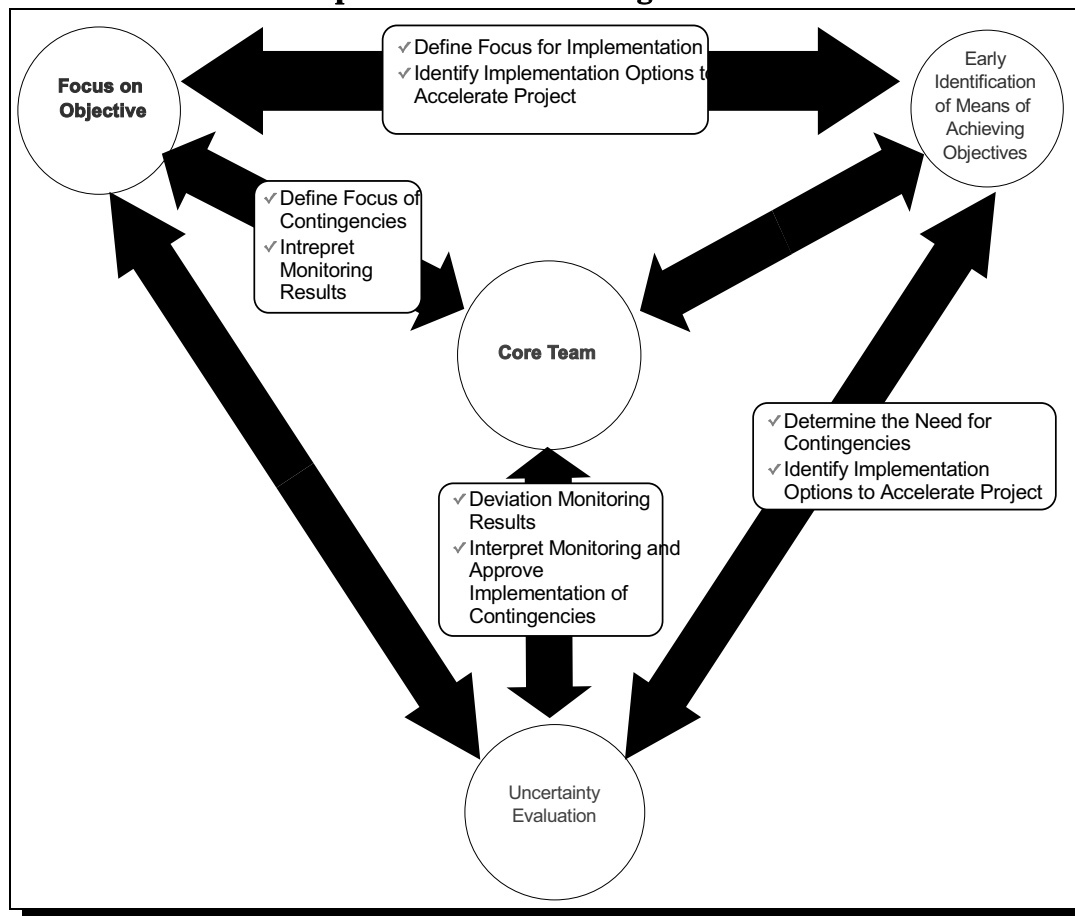 ✓ Define Focus for Implementation
✓ Identify Implementation Options to
Accelerate Project
Focus on
Objective
Early
Identification
of Means of
Achieving
Objectives
✓ Define Focus of
Contingencies
✓ Intrepret
Monitoring
Results
Core Team
✓ Determine the Need for
Contingencies
✓ Identify Implementation
Options to Accelerate Project
✓ Deviation Monitoring
Results
✓ Interpret Monitoring and
Approve
Implementation of
Contingencies
Uncertainty
Evaluation